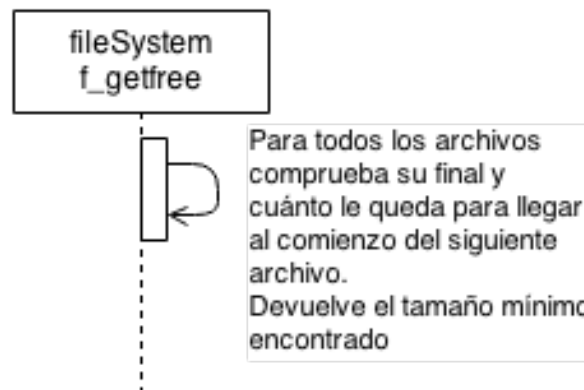 fileSystem
f_getfree
Para todos los archivos
comprueba su final y
cuánto le queda para llegar
al comienzo del siguiente
archivo.
Devuelve el tamaño mínimo
encontrado